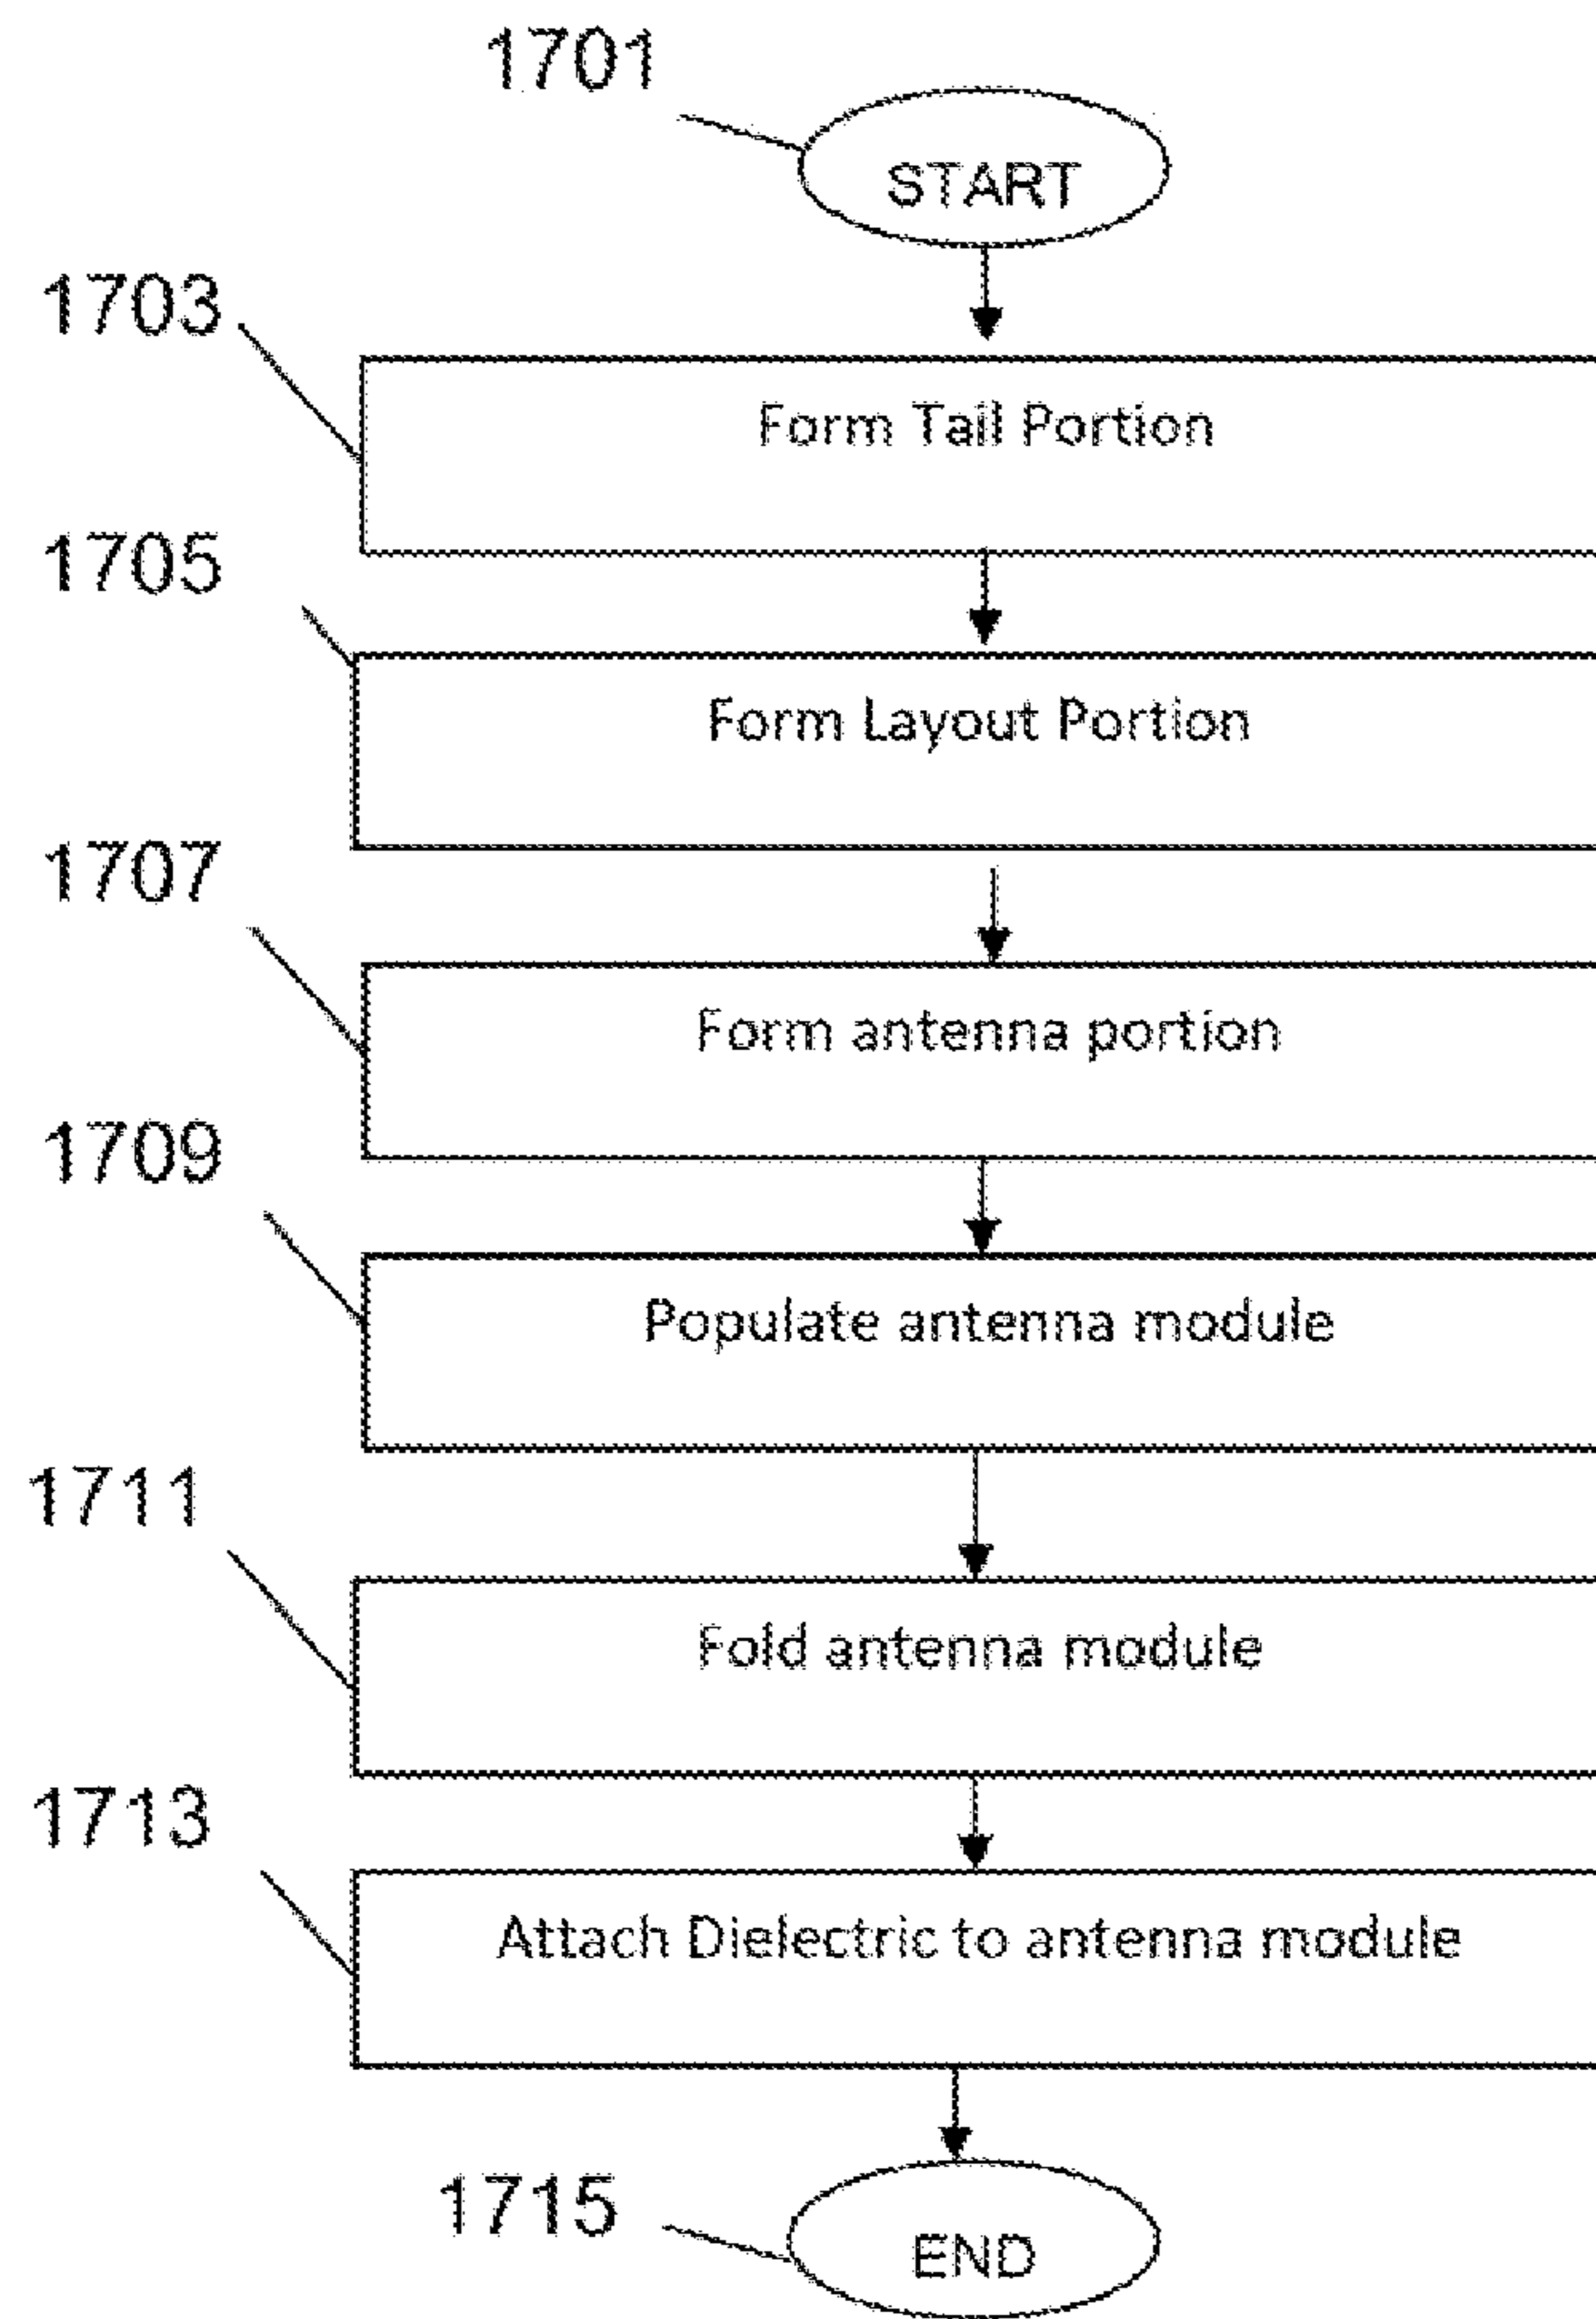 1701
START
1703
Form Tail Portion
1705
Form Layout Portion
1707
Form antenna portion
1709
Populate antenna module
1711
Fold antenna module
1713
Attach Dielectric to antenna module
1715
END